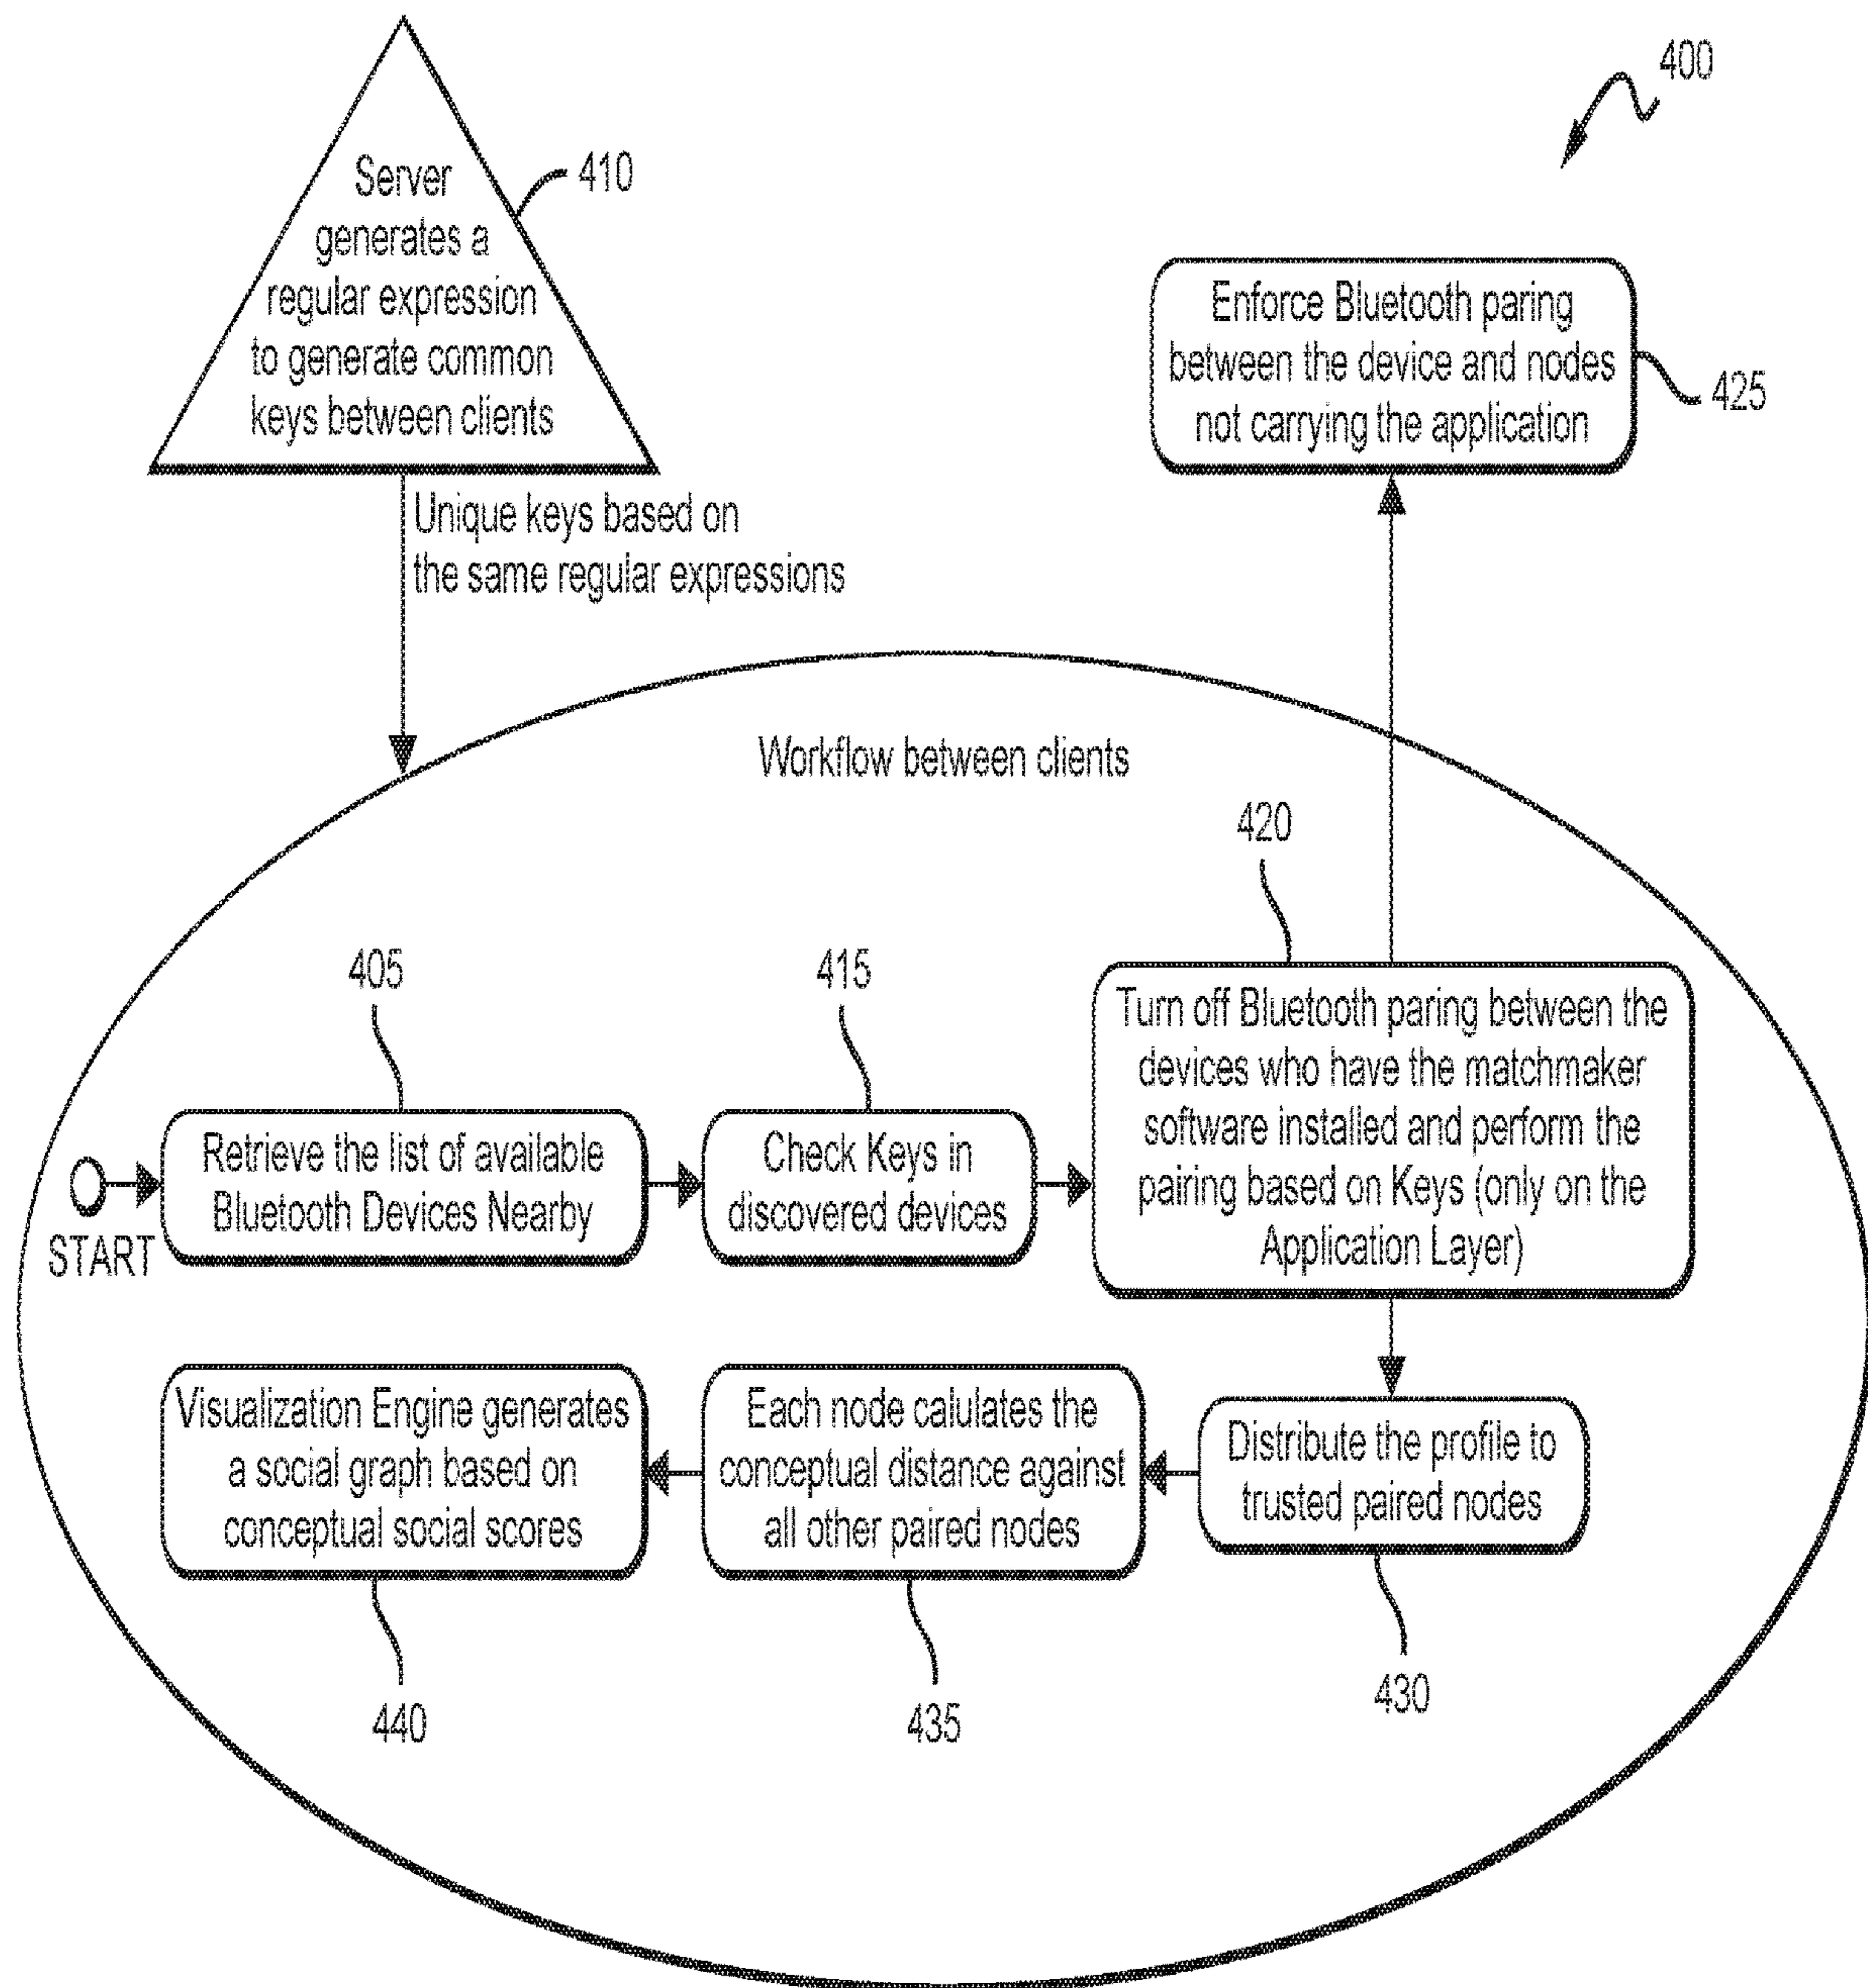 400
Server
generates a
regular expression
to generate common
keys between clients
410
Enforce Bluetooth paring
between the device and nodes
not carrying the application
425
Unique keys based on
the same regular expressions
Workflow between clients
420
405
415
START
Retrieve the list of available
Bluetooth Devices Nearby
Check Keys in
discovered devices
Turn off Bluetooth paring between the
devices who have the matchmaker
software installed and perform the
pairing based on Keys (only on the
Application Layer)
Visualization Engine generates
a social graph based on
conceptual social scores
Each node calulates the
conceptual distance against
all other paired nodes
Distribute the profile to
trusted paired nodes
440
435
430